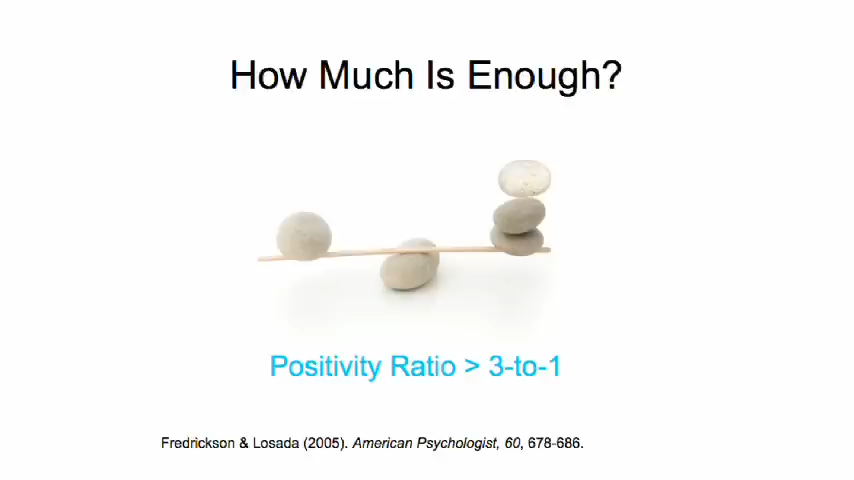 How Much Is Enough?
Positivity Ratio > 3-to-1
Fredrickson & Losada (2005). American Psychologist, 60, 678-686.